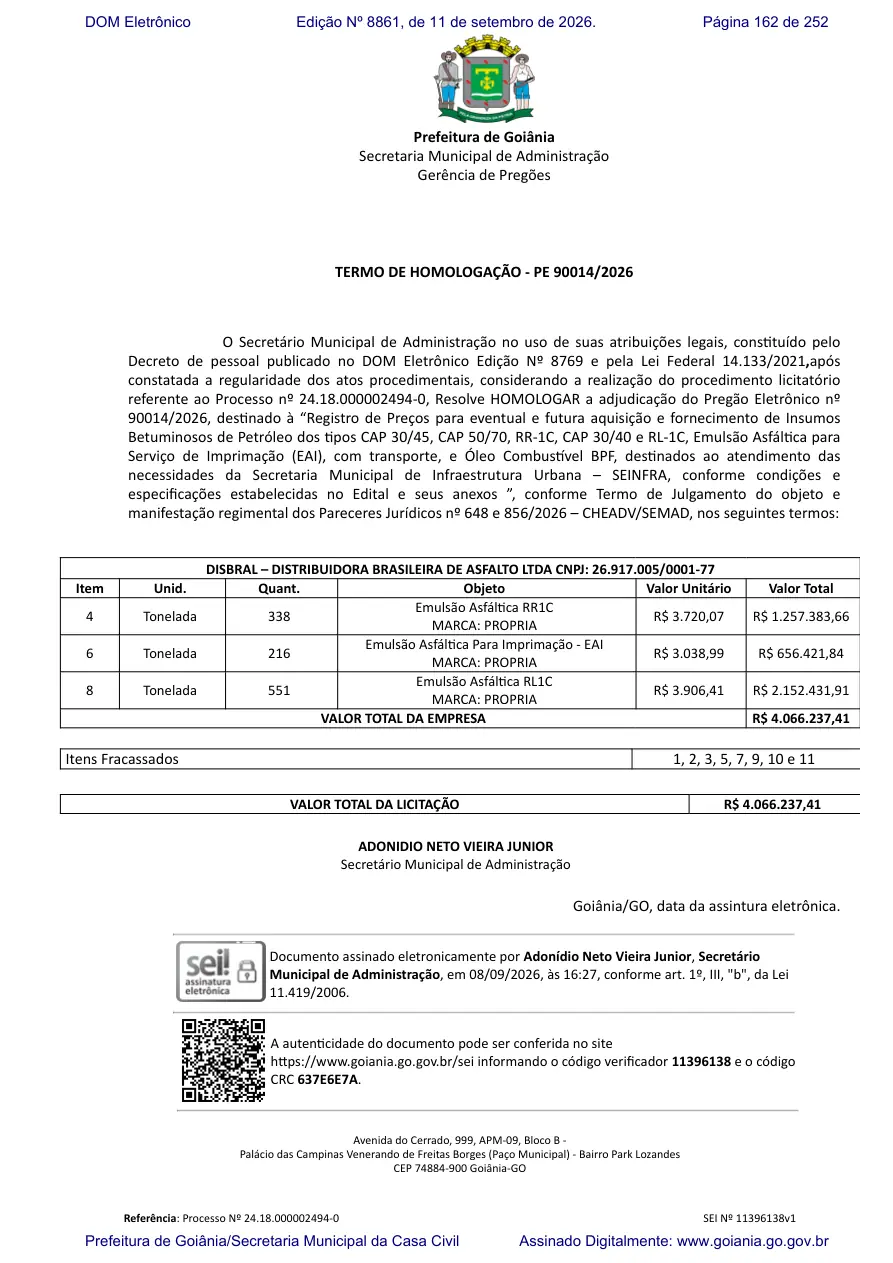 DOM Eletrônico Edição Nº 8861, de 11 de setembro de 2026. Página 162 de 252
Prefeitura de Goiânia
Secretaria Municipal de Administração
Gerência de Pregões
TERMO DE HOMOLOGAÇÃO - PE 90014/2026
O Secretário Municipal de Administração no uso de suas atribuições legais, constituído pelo
Decreto de pessoal publicado no DOM Eletrônico Edição Nº 8769 e pela Lei Federal 14.133/2021,após
constatada a regularidade dos atos procedimentais, considerando a realização do procedimento licitatório
referente ao Processo nº 24.18.000002494-0, Resolve HOMOLOGAR a adjudicação do Pregão Eletrônico nº
90014/2026, destinado à “Registro de Preços para eventual e futura aquisição e fornecimento de Insumos
Betuminosos de Petróleo dos tipos CAP 30/45, CAP 50/70, RR-1C, CAP 30/40 e RL-1C, Emulsão Asfáltica para
Serviço de Imprimação (EAI), com transporte, e Óleo Combustível BPF, destinados ao atendimento das
necessidades da Secretaria Municipal de Infraestrutura Urbana – SEINFRA, conforme condições e
especificações estabelecidas no Edital e seus anexos ”, conforme Termo de Julgamento do objeto e
manifestação regimental dos Pareceres Jurídicos nº 648 e 856/2026 – CHEADV/SEMAD, nos seguintes termos:
DISBRAL – DISTRIBUIDORA BRASILEIRA DE ASFALTO LTDA CNPJ: 26.917.005/0001-77
Item Unid. Quant. Objeto Valor Unitário Valor Total
4 Tonelada 338 Emulsão Asfáltica RR1C R$ 3.720,07 R$ 1.257.383,66
MARCA: PROPRIA
6 Tonelada 216 Emulsão Asfáltica Para Imprimação - EAI R$ 3.038,99 R$ 656.421,84
MARCA: PROPRIA
8 Tonelada 551 Emulsão Asfáltica RL1C R$ 3.906,41 R$ 2.152.431,91
MARCA: PROPRIA
VALOR TOTAL DA EMPRESA R$ 4.066.237,41
Itens Fracassados 1, 2, 3, 5, 7, 9, 10 e 11
VALOR TOTAL DA LICITAÇÃO R$ 4.066.237,41
ADONIDIO NETO VIEIRA JUNIOR
Secretário Municipal de Administração
Goiânia/GO, data da assintura eletrônica.
sei!
assinatura
eletrônica
Documento assinado eletronicamente por Adonídio Neto Vieira Junior, Secretário
Municipal de Administração, em 08/09/2026, às 16:27, conforme art. 1º, III, "b", da Lei
11.419/2006.
A autenticidade do documento pode ser conferida no site
https://www.goiania.go.gov.br/sei informando o código verificador 11396138 e o código
CRC 637E6E7A.
Avenida do Cerrado, 999, APM-09, Bloco B -
Palácio das Campinas Venerando de Freitas Borges (Paço Municipal) - Bairro Park Lozandes
CEP 74884-900 Goiânia-GO
Referência: Processo Nº 24.18.000002494-0 SEI Nº 11396138v1
Prefeitura de Goiânia/Secretaria Municipal da Casa Civil Assinado Digitalmente: www.goiania.go.gov.br